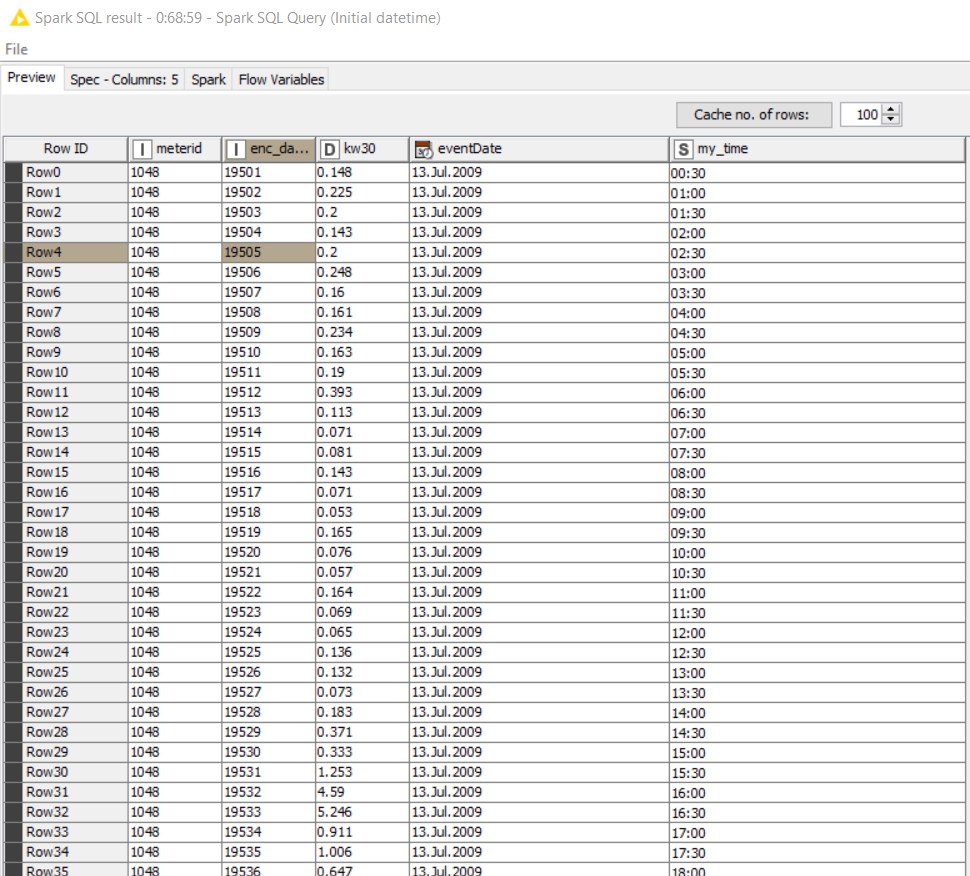 Spark SQL result - 0:68:59 - Spark SQL Query (Initial datetime)
File
Preview Spec - Columns: 5 Spark Flow Variables
Cache no. of rows: 100
Row ID I meterid I enc_da... D kw30 eventDate S my_time
Row0 1048 19501 0.148 13.Jul.2009 00:30
Row1 1048 19502 0.225 13.Jul.2009 01:00
Row2 1048 19503 0.2 13.Jul.2009 01:30
Row3 1048 19504 0.143 13.Jul.2009 02:00
Row4 1048 19505 0.2 13.Jul.2009 02:30
Row5 1048 19506 0.248 13.Jul.2009 03:00
Row6 1048 19507 0.16 13.Jul.2009 03:30
Row7 1048 19508 0.161 13.Jul.2009 04:00
Row8 1048 19509 0.234 13.Jul.2009 04:30
Row9 1048 19510 0.163 13.Jul.2009 05:00
Row10 1048 19511 0.19 13.Jul.2009 05:30
Row11 1048 19512 0.393 13.Jul.2009 06:00
Row12 1048 19513 0.113 13.Jul.2009 06:30
Row13 1048 19514 0.071 13.Jul.2009 07:00
Row14 1048 19515 0.081 13.Jul.2009 07:30
Row15 1048 19516 0.143 13.Jul.2009 08:00
Row16 1048 19517 0.071 13.Jul.2009 08:30
Row17 1048 19518 0.053 13.Jul.2009 09:00
Row18 1048 19519 0.165 13.Jul.2009 09:30
Row19 1048 19520 0.076 13.Jul.2009 10:00
Row20 1048 19521 0.057 13.Jul.2009 10:30
Row21 1048 19522 0.164 13.Jul.2009 11:00
Row22 1048 19523 0.069 13.Jul.2009 11:30
Row23 1048 19524 0.065 13.Jul.2009 12:00
Row24 1048 19525 0.136 13.Jul.2009 12:30
Row25 1048 19526 0.132 13.Jul.2009 13:00
Row26 1048 19527 0.073 13.Jul.2009 13:30
Row27 1048 19528 0.183 13.Jul.2009 14:00
Row28 1048 19529 0.371 13.Jul.2009 14:30
Row29 1048 19530 0.333 13.Jul.2009 15:00
Row30 1048 19531 1.253 13.Jul.2009 15:30
Row31 1048 19532 4.59 13.Jul.2009 16:00
Row32 1048 19533 5.246 13.Jul.2009 16:30
Row33 1048 19534 0.911 13.Jul.2009 17:00
Row34 1048 19535 1.006 13.Jul.2009 17:30
Row35 1048 19536 0.647 13.Jul.2009 18:00